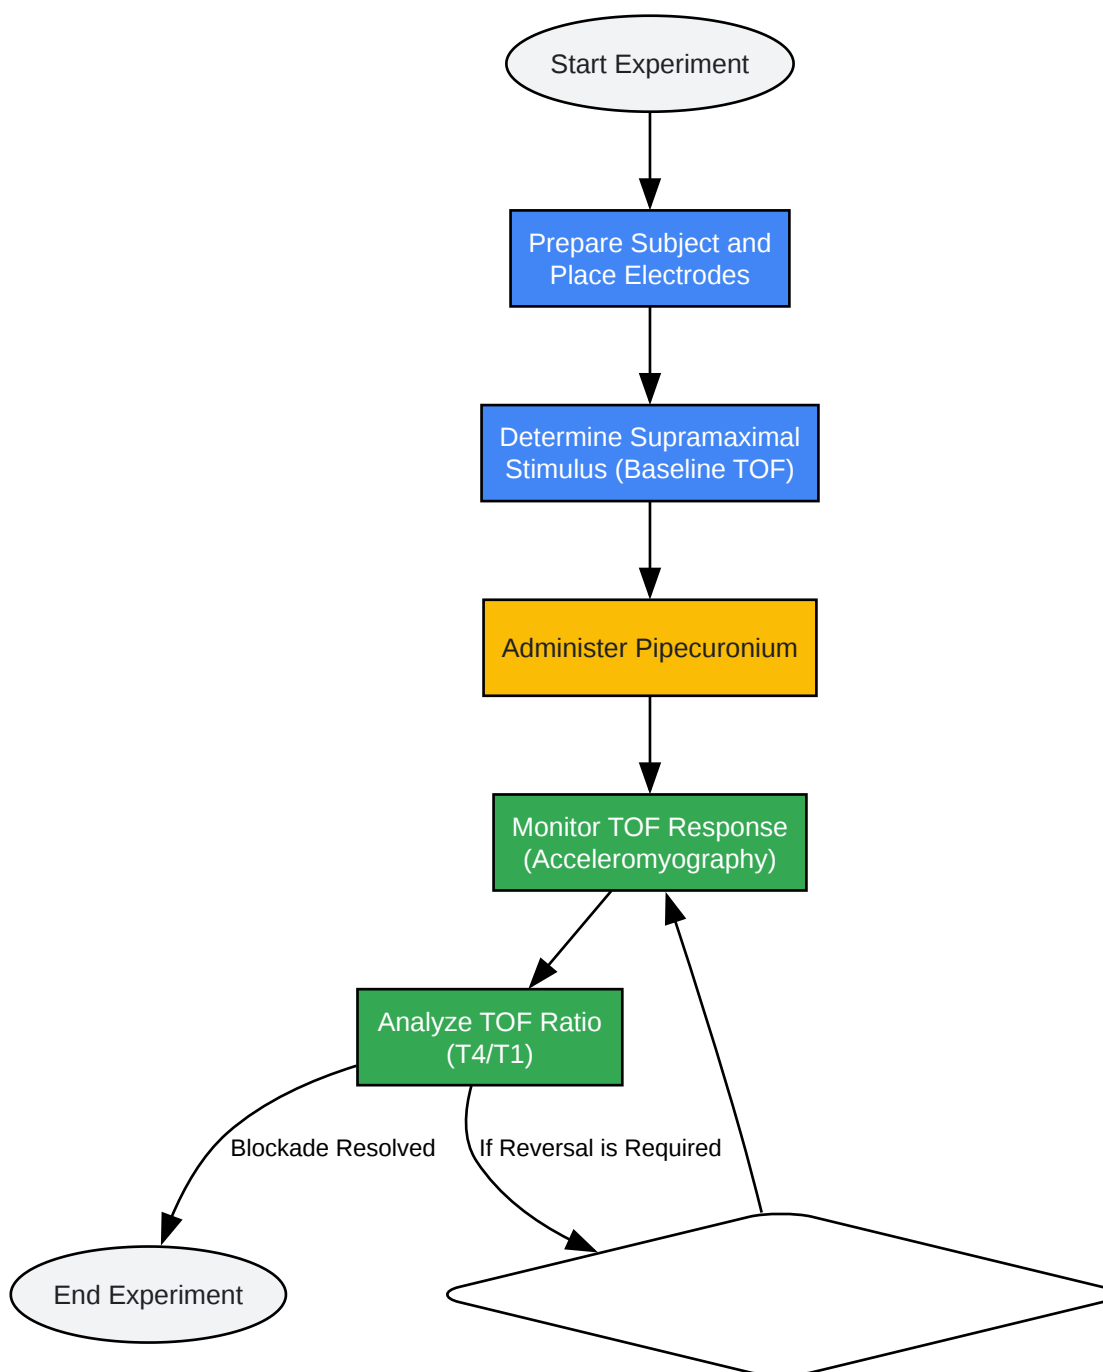 Start Experiment
Prepare Subject and
Place Electrodes
Determine Supramaximal
Stimulus (Baseline TOF)
Administer Pipecuronium
Monitor TOF Response
(Acceleromyography)
Analyze TOF Ratio
(T4/T1)
Blockade Resolved
If Reversal is Required
End Experiment